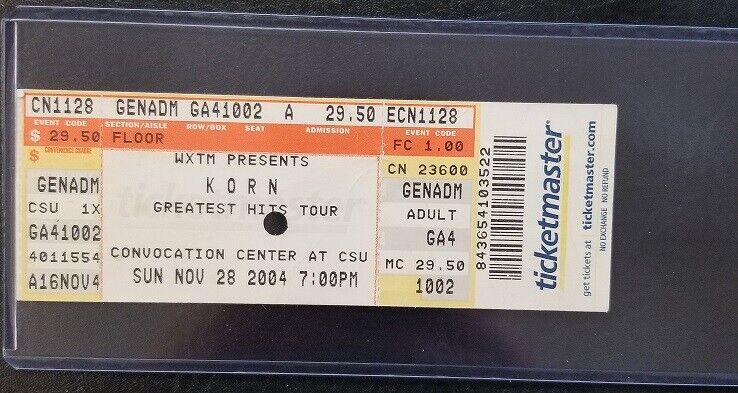 CN1128 GENADM GA41002 A 29.50 ECN1128
EVENT CODE SECTION/AISLE ROW/BOX SEAT ADMISSION EVENT CODE
$ 29.50 FLOOR FC 1.00
$ CONVENIENCE CHARGE
WXTM PRESENTS
CN 23600
GENADM
KORN
GENADM
CSU 1X
GREATEST HITS TOUR
ADULT
GA41002
GA4
4011554
CONVOCATION CENTER AT CSU
MC 29.50
A16NOV4
SUN NOV 28 2004 7:00PM
1002
843654103522
ticketmaster
get tickets at ticketmaster.com
NO EXCHANGE NO REFUND